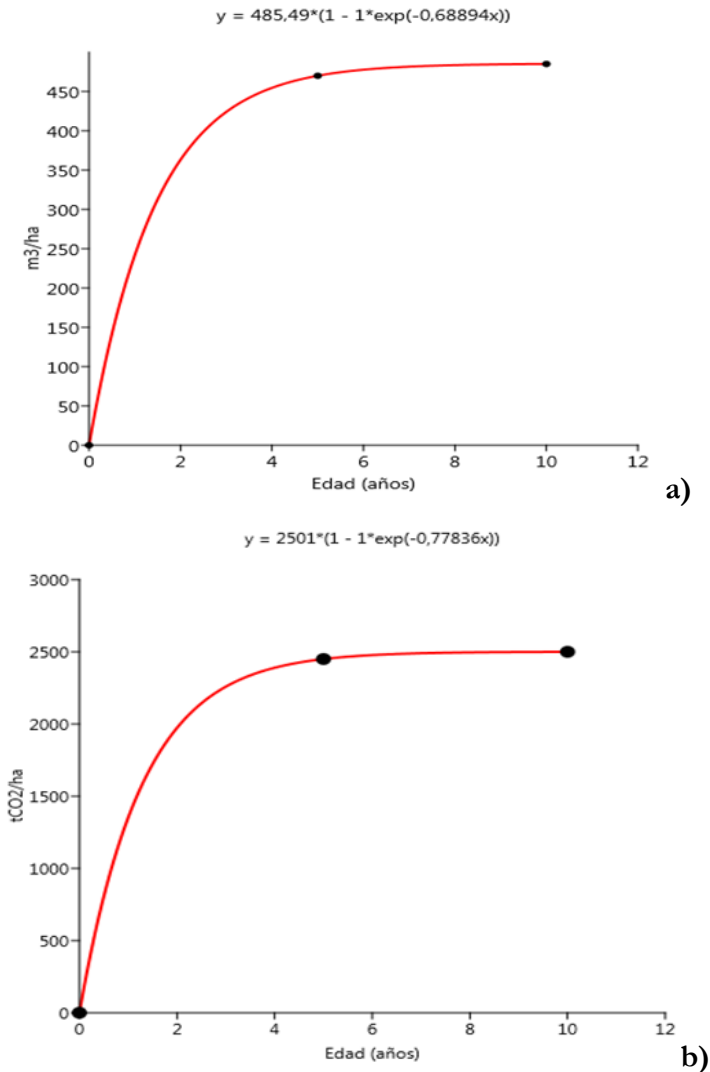 y = 485,49*(1 - 1*exp(-0,68894x))
450
400
350
300
250
200
150
100
50
0
m3/ha
0 2 4 6 8 10 12
Edad (años)
a)
y = 2501*(1 - 1*exp(-0,77836x))
3000
2500
2000
1500
1000
500
0
tCO2/ha
0 2 4 6 8 10 12
Edad (años)
b)